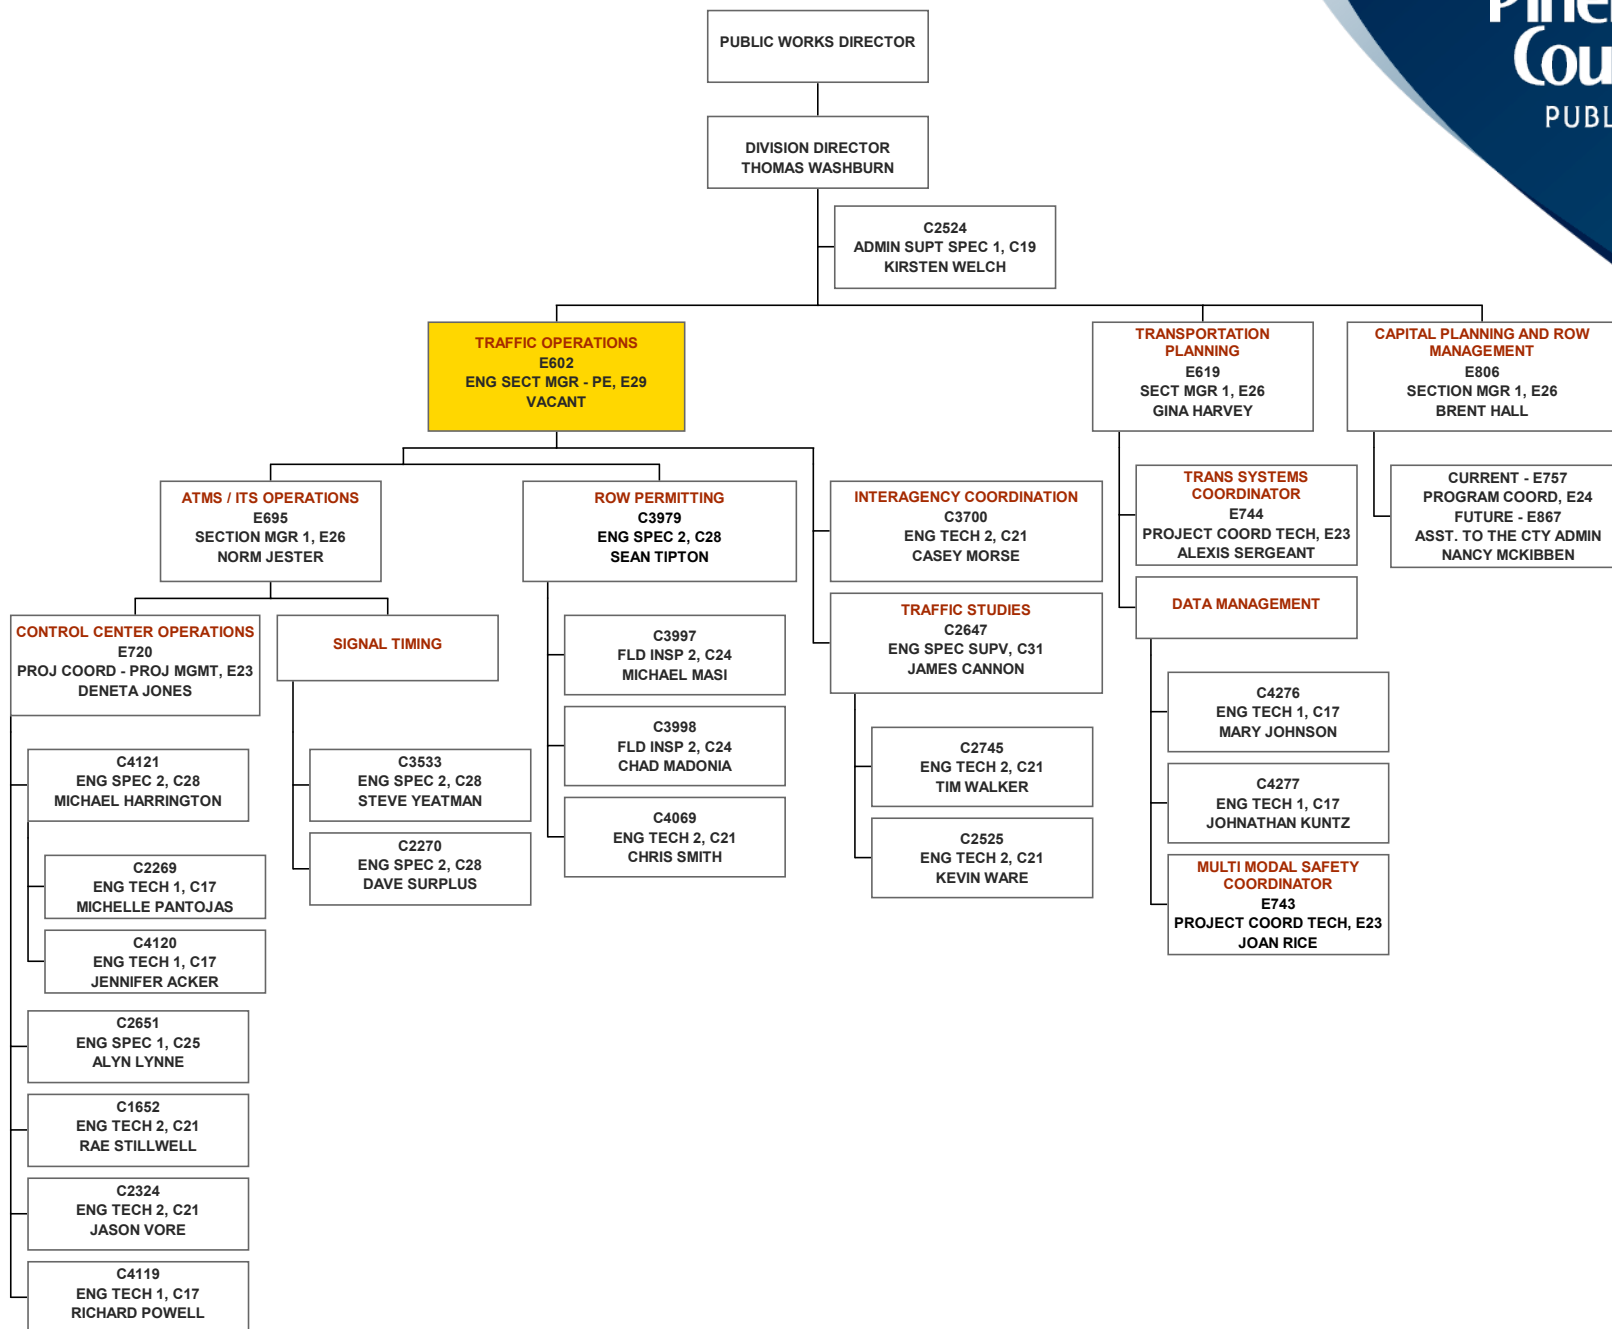 PUBLIC WORKS DIRECTOR
DIVISION DIRECTOR
THOMAS WASHBURN
C2524
ADMIN SUPT SPEC 1, C19
KIRSTEN WELCH
TRAFFIC OPERATIONS
E602
ENG SECT MGR - PE, E29
VACANT
TRANSPORTATION
PLANNING
E619
SECT MGR 1, E26
GINA HARVEY
CAPITAL PLANNING AND ROW
MANAGEMENT
E806
SECTION MGR 1, E26
BRENT HALL
ATMS / ITS OPERATIONS
E695
SECTION MGR 1, E26
NORM JESTER
ROW PERMITTING
C3979
ENG SPEC 2, C28
SEAN TIPTON
INTERAGENCY COORDINATION
C3700
ENG TECH 2, C21
CASEY MORSE
TRANS SYSTEMS
COORDINATOR
E744
PROJECT COORD TECH, E23
ALEXIS SERGEANT
CURRENT - E757
PROGRAM COORD, E24
FUTURE - E867
ASST. TO THE CTY ADMIN
NANCY MCKIBBEN
CONTROL CENTER OPERATIONS
E720
PROJ COORD - PROJ MGMT, E23
DENETA JONES
SIGNAL TIMING
C3997
FLD INSP 2, C24
MICHAEL MASI
TRAFFIC STUDIES
C2647
ENG SPEC SUPV, C31
JAMES CANNON
DATA MANAGEMENT
C4121
ENG SPEC 2, C28
MICHAEL HARRINGTON
C3533
ENG SPEC 2, C28
STEVE YEATMAN
C3998
FLD INSP 2, C24
CHAD MADONIA
C2745
ENG TECH 2, C21
TIM WALKER
C4276
ENG TECH 1, C17
MARY JOHNSON
C2269
ENG TECH 1, C17
MICHELLE PANTOJAS
C2270
ENG SPEC 2, C28
DAVE SURPLUS
C4069
ENG TECH 2, C21
CHRIS SMITH
C2525
ENG TECH 2, C21
KEVIN WARE
C4277
ENG TECH 1, C17
JOHNATHAN KUNTZ
C4120
ENG TECH 1, C17
JENNIFER ACKER
MULTI MODAL SAFETY
COORDINATOR
E743
PROJECT COORD TECH, E23
JOAN RICE
C2651
ENG SPEC 1, C25
ALYN LYNNE
C1652
ENG TECH 2, C21
RAE STILLWELL
C2324
ENG TECH 2, C21
JASON VORE
C4119
ENG TECH 1, C17
RICHARD POWELL